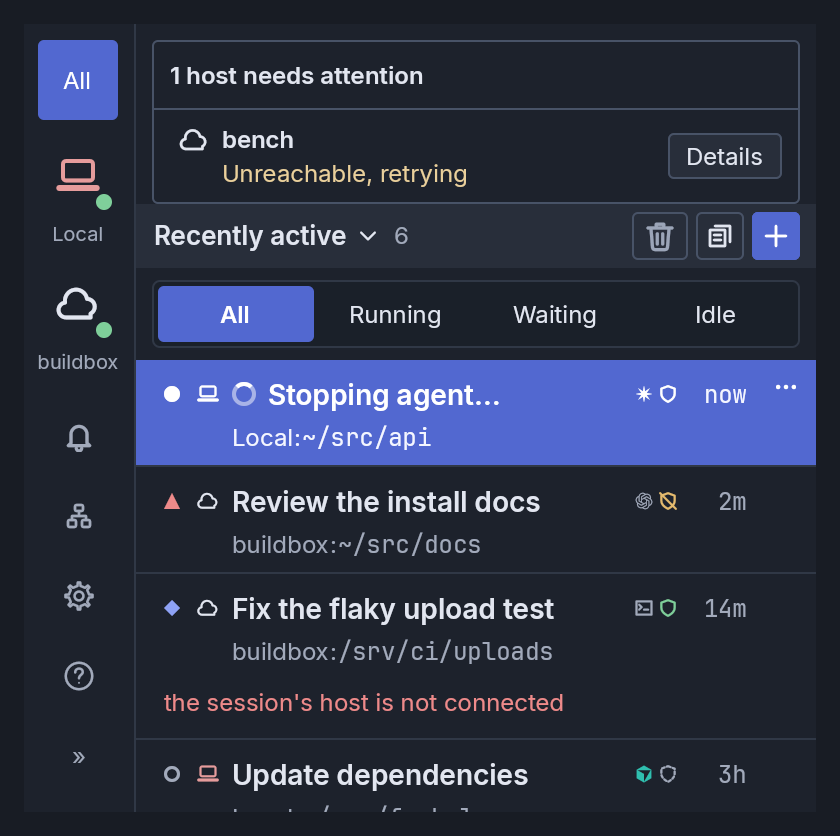 All
Local
buildbox
»
1 host needs attention
bench
Unreachable, retrying
Details
Recently active 6
All Running Waiting Idle
Stopping agent... now
Local:~/src/api
Review the install docs 2m
buildbox:~/src/docs
Fix the flaky upload test 14m
buildbox:/srv/ci/uploads
the session's host is not connected
Update dependencies 3h